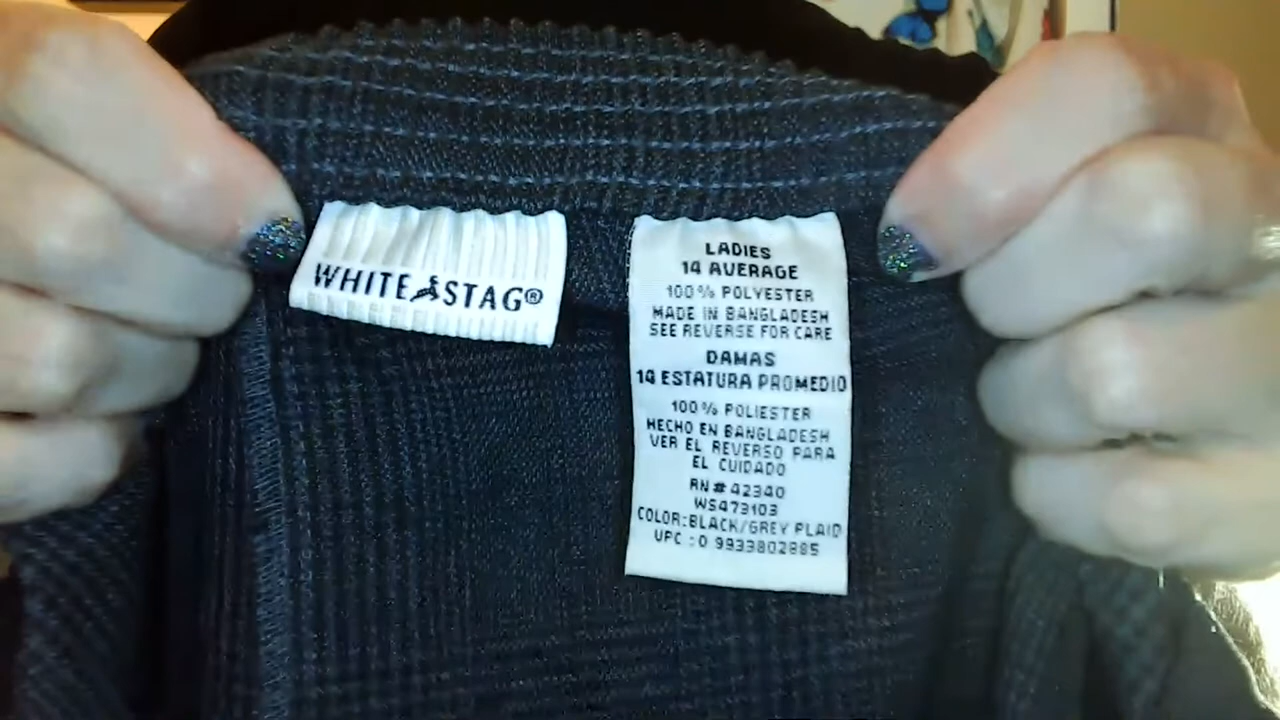 WHITE STAG®
LADIES
14 AVERAGE
100% POLYESTER
MADE IN BANGLADESH
SEE REVERSE FOR CARE
DAMAS
14 ESTATURA PROMEDIO
100% POLIESTER
HECHO EN BANGLADESH
VER EL REVERSO PARA
EL CUIDADO
RN# 42340
WS473103
COLOR:BLACK/GREY PLAID
UPC : 0 9933802885